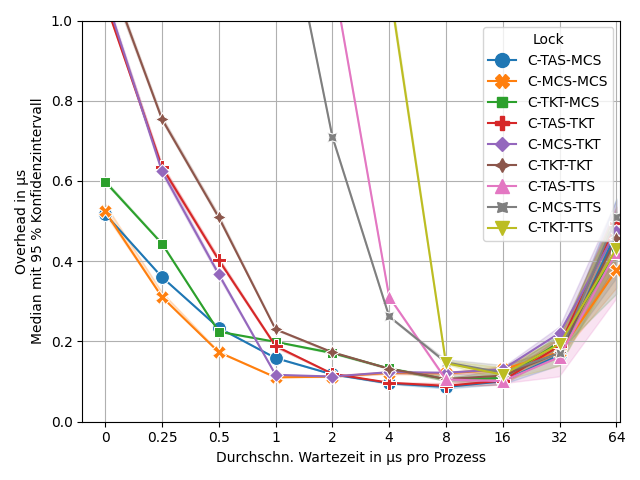 Lock
C-TAS-MCS
C-MCS-MCS
C-TKT-MCS
C-TAS-TKT
C-MCS-TKT
C-TKT-TKT
C-TAS-TTS
C-MCS-TTS
C-TKT-TTS
1.0
0.8
0.6
0.4
0.2
0.0
Overhead in µs
Median mit 95 % Konfidenzintervall
0 0.25 0.5 1 2 4 8 16 32 64
Durchschn. Wartezeit in µs pro Prozess